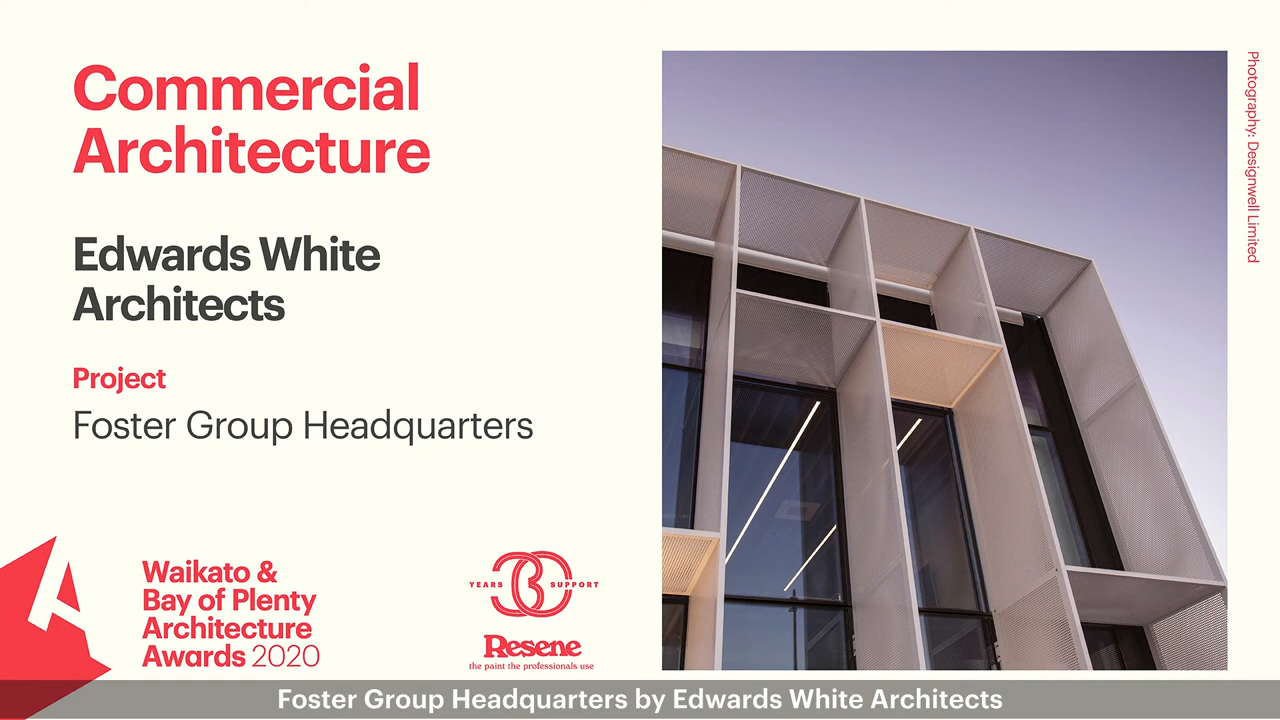 Commercial
Architecture
Edwards White
Architects
Project
Foster Group Headquarters
Waikato &
Bay of Plenty
Architecture
Awards 2020
YEARS 30 SUPPORT
Resene
the paint the professionals use
Photography: Designwell Limited
Foster Group Headquarters by Edwards White Architects